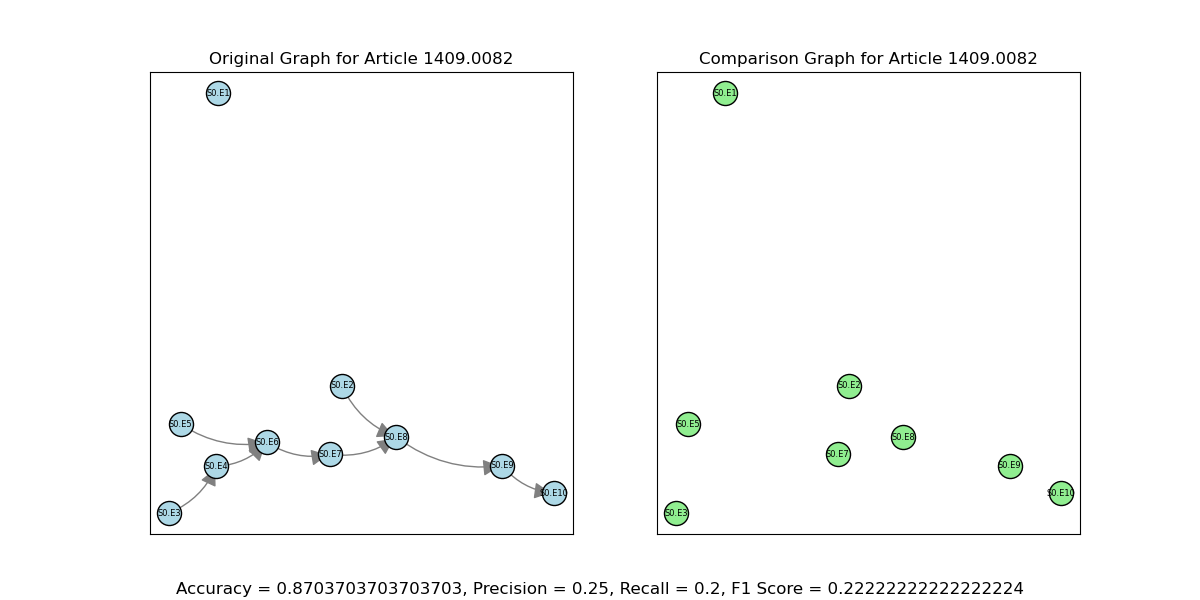 Original Graph for Article 1409.0082
Comparison Graph for Article 1409.0082
S0.E1
S0.E1
S0.E2
S0.E2
S0.E5
S0.E5
S0.E8
S0.E8
S0.E6
S0.E7
S0.E7
S0.E4
S0.E9
S0.E9
S0.E10
S0.E10
S0.E3
S0.E3
Accuracy = 0.8703703703703703, Precision = 0.25, Recall = 0.2, F1 Score = 0.22222222222222224